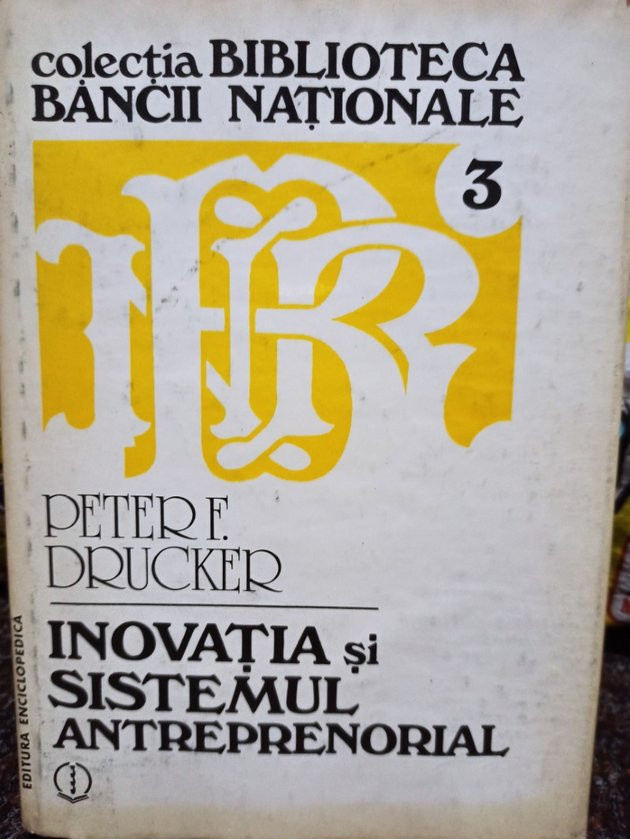 colecția BIBLIOTECA
BĂNCII NAȚIONALE
3
PETER F.
DRUCKER
INOVAȚIA și
SISTEMUL
ANTREPRENORIAL
EDITURA ENCICLOPEDICĂ